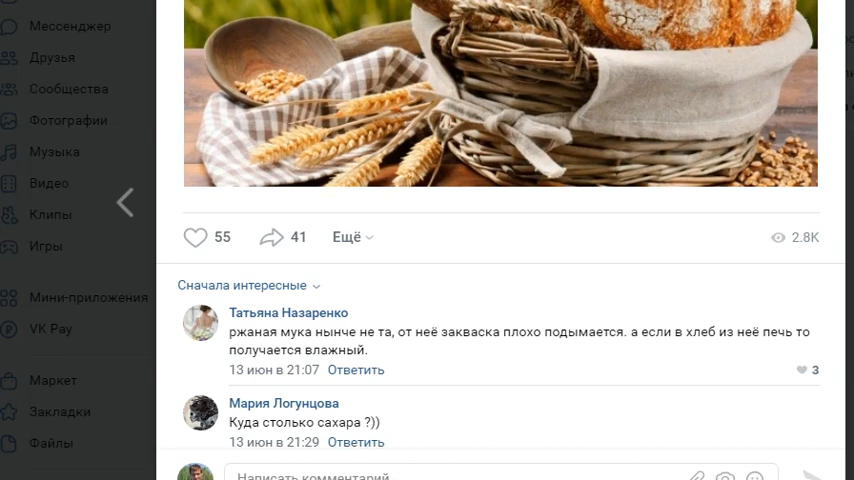 Мессенджер
Друзья
Сообщества
Фотографии
Музыка
Видео
Клипы
Игры
Мини-приложения
VK Pay
Маркет
Закладки
Файлы
55 41 Ещё 2.8K
Сначала интересные
Татьяна Назаренко
ржаная мука нынче не та, от неё закваска плохо подымается. а если в хлеб из неё печь то
получается влажный.
13 июн в 21:07 Ответить 3
Мария Логунцова
Куда столько сахара ?))
13 июн в 21:29 Ответить
Написать комментарий...